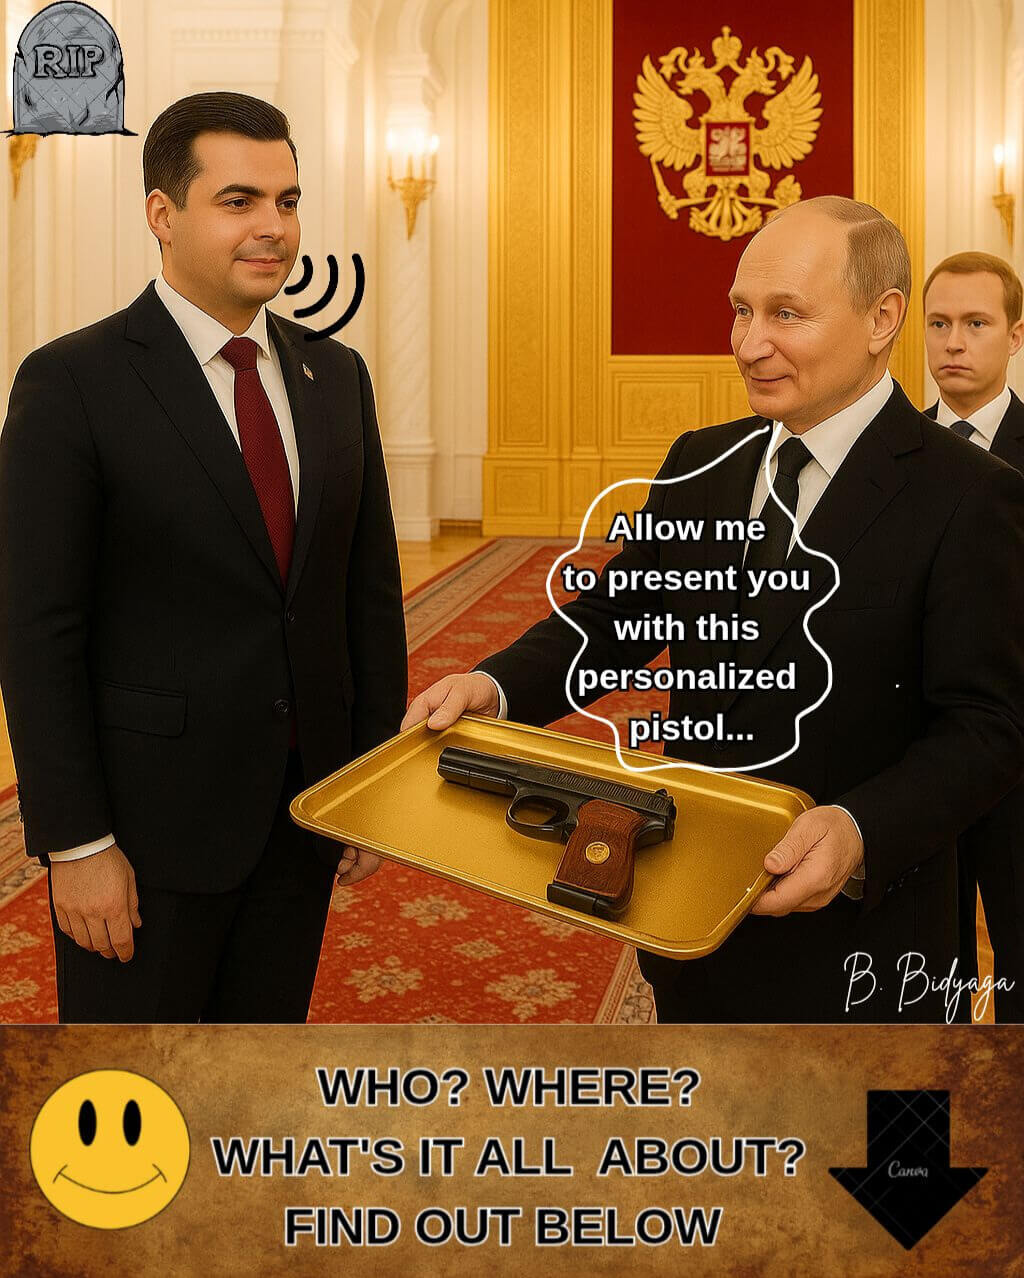 RIP
Allow me
to present you
with this
personalized
pistol...
B. Bidyaga
WHO? WHERE?
WHAT'S IT ALL ABOUT?
FIND OUT BELOW
Canva